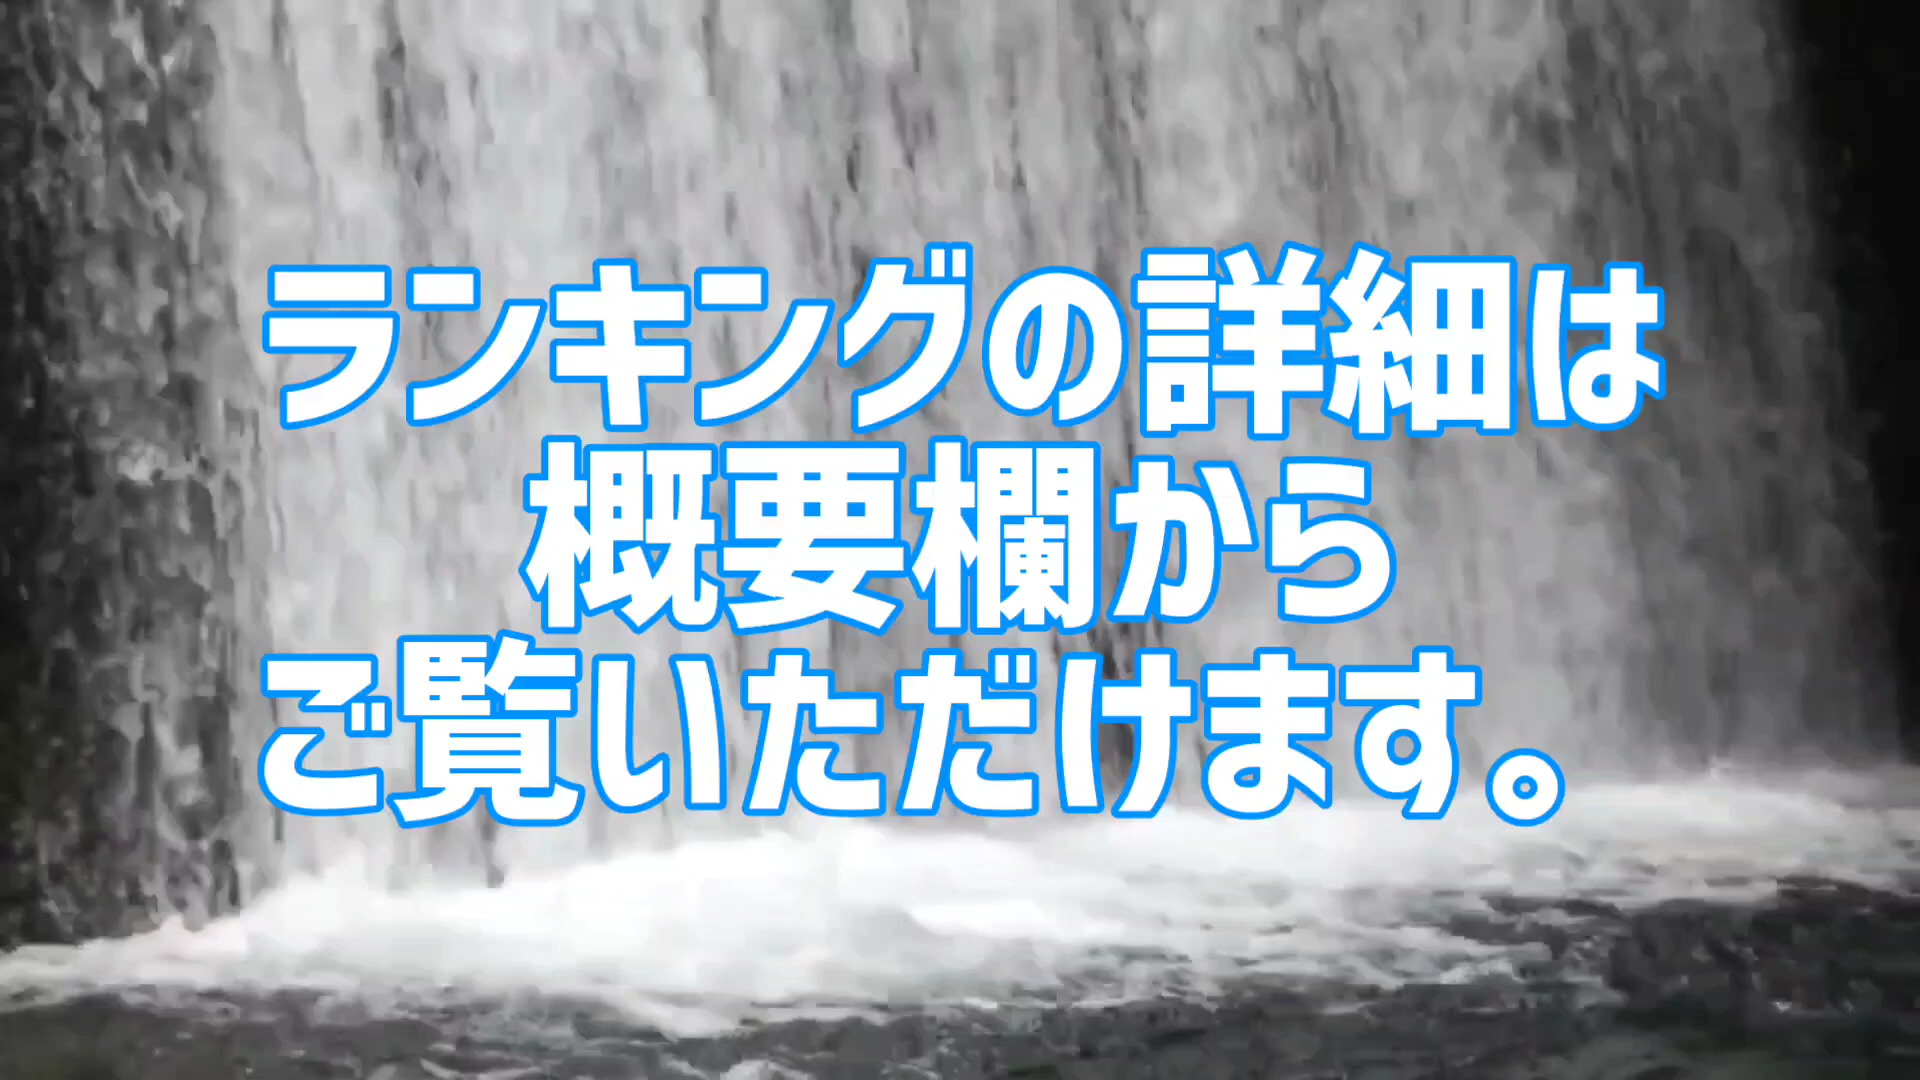 ランキングの詳細は
概要欄から
ご覧いただけます。